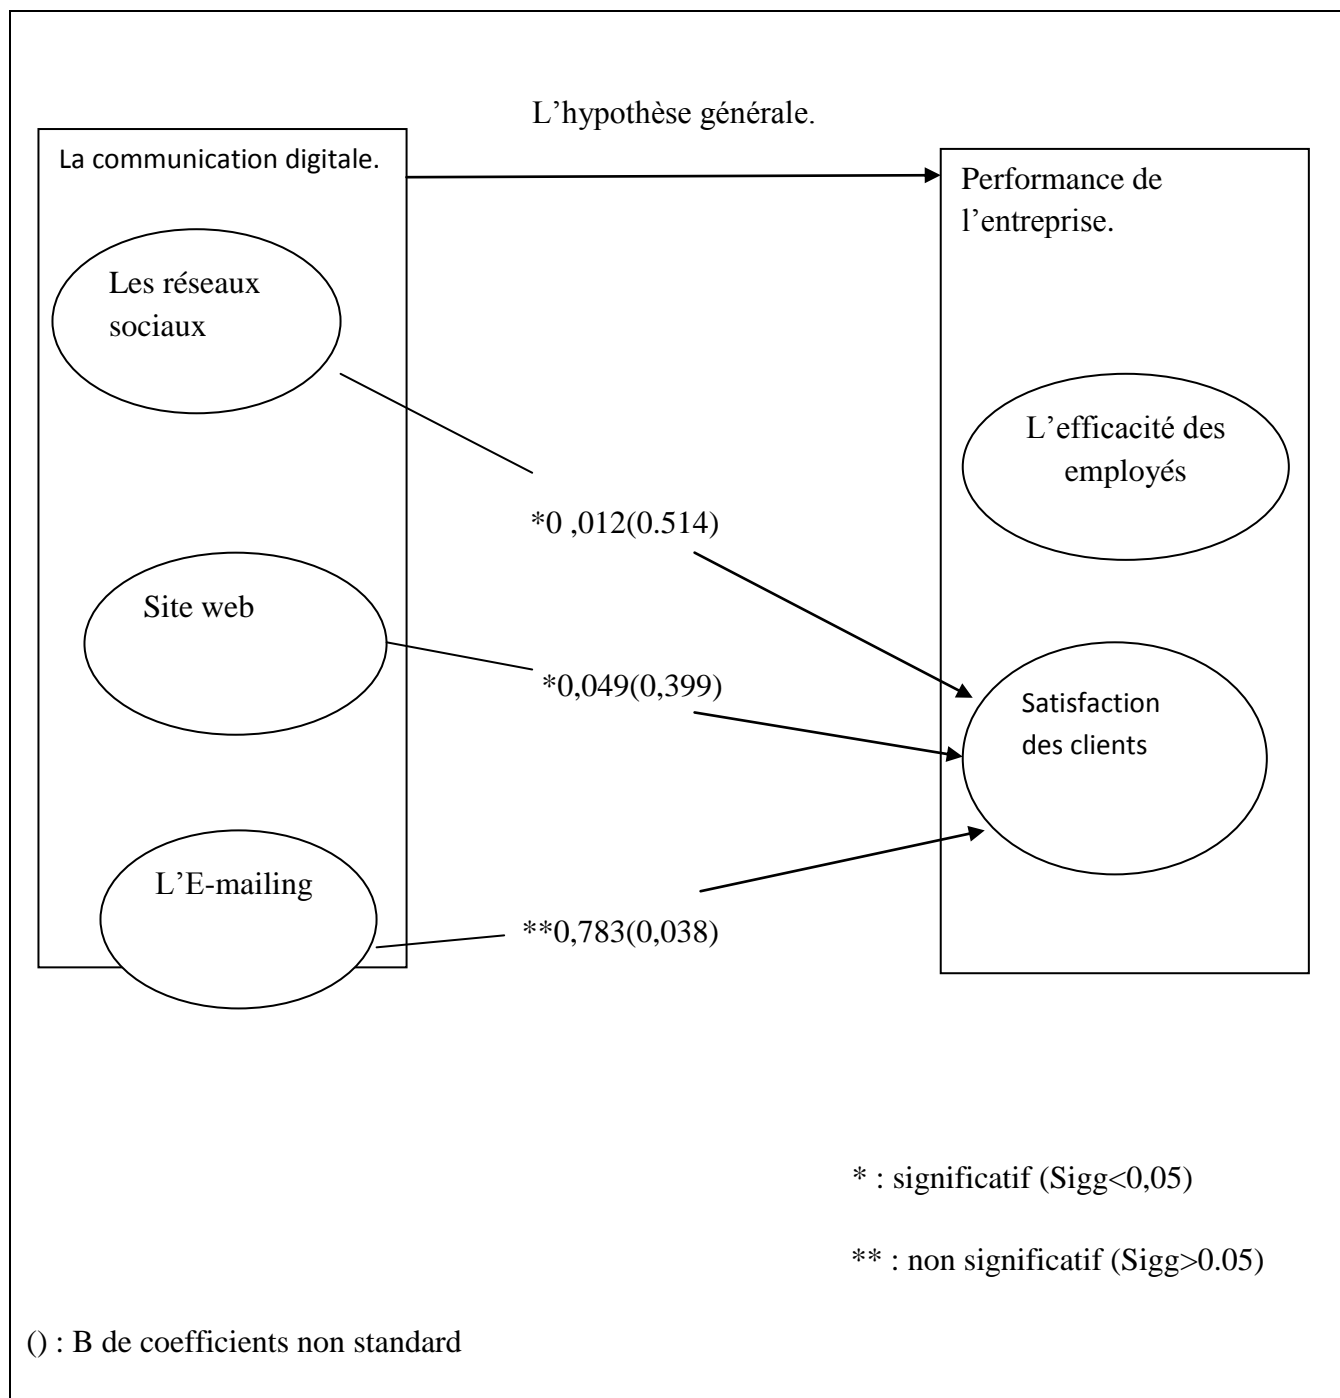 L’hypothèse générale.
La communication digitale.
Performance de
l’entreprise.
Les réseaux
sociaux
L’efficacité des
employés
*0 ,012(0.514)
Site web
*0,049(0,399)
Satisfaction
des clients
L’E-mailing
**0,783(0,038)
* : significatif (Sigg<0,05)
** : non significatif (Sigg>0.05)
() : B de coefficients non standard